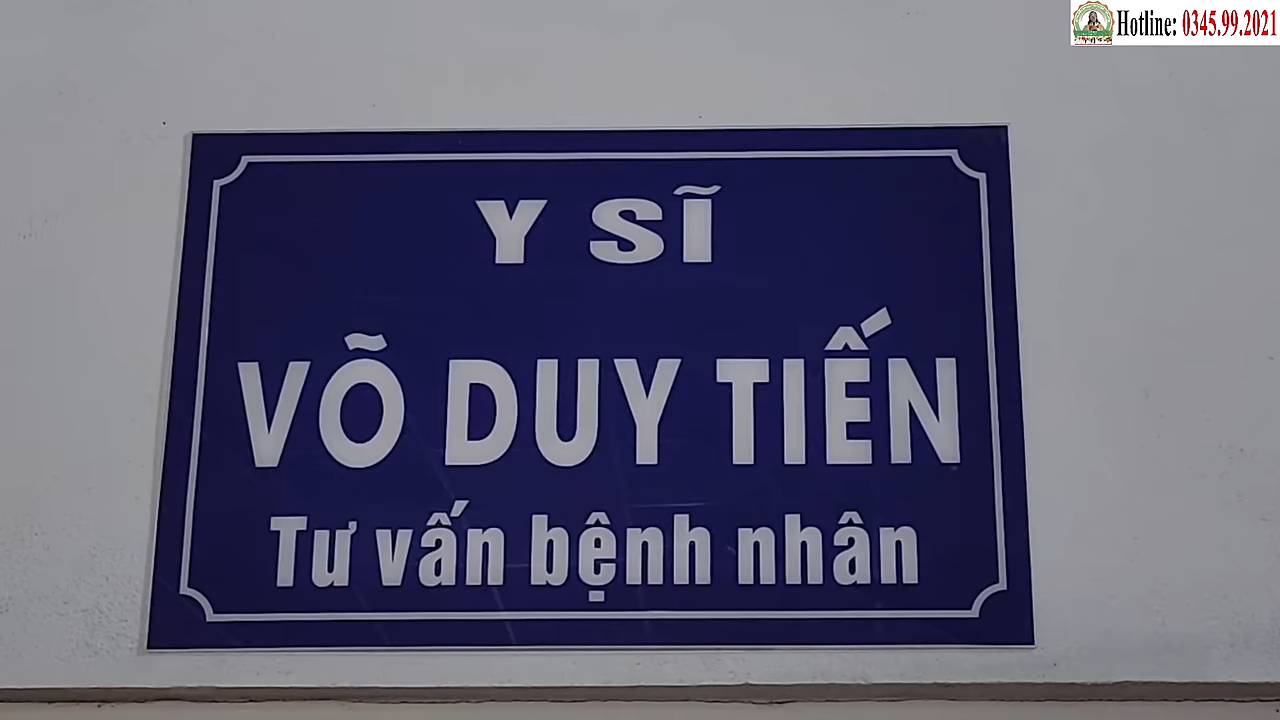 Hotline: 0345.99.2021
Y SĨ
VÕ DUY TIẾN
Tư vấn bệnh nhân